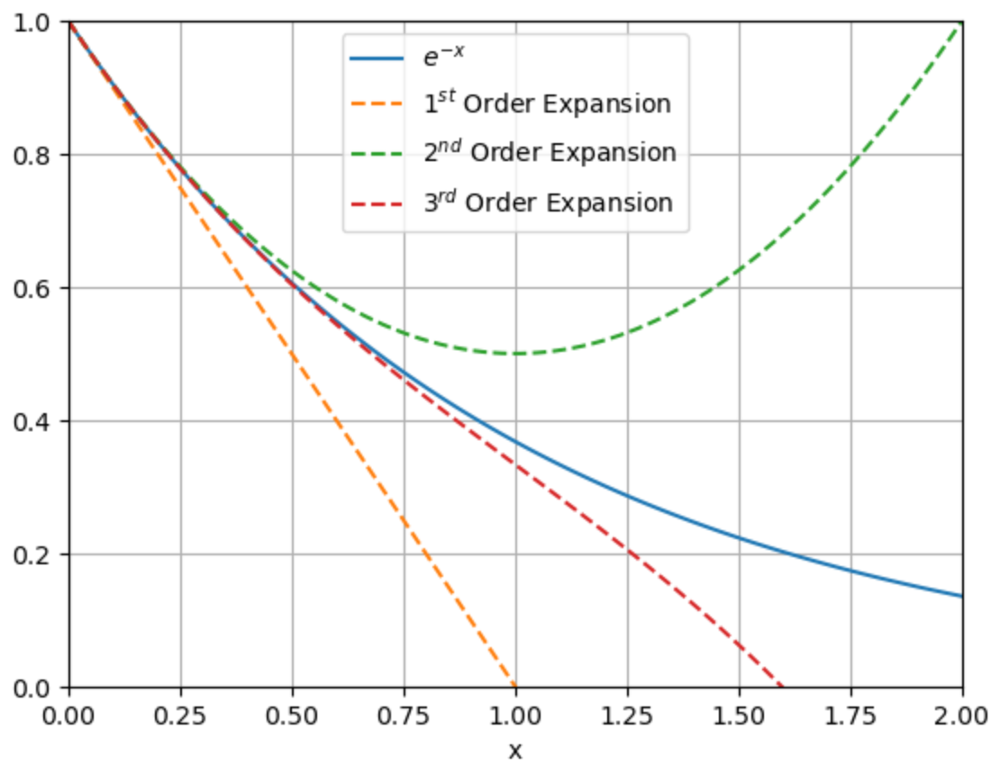 1.0
0.8
0.6
0.4
0.2
0.0
e^{-x}
1^{st} Order Expansion
2^{nd} Order Expansion
3^{rd} Order Expansion
0.00 0.25 0.50 0.75 1.00 1.25 1.50 1.75 2.00
x